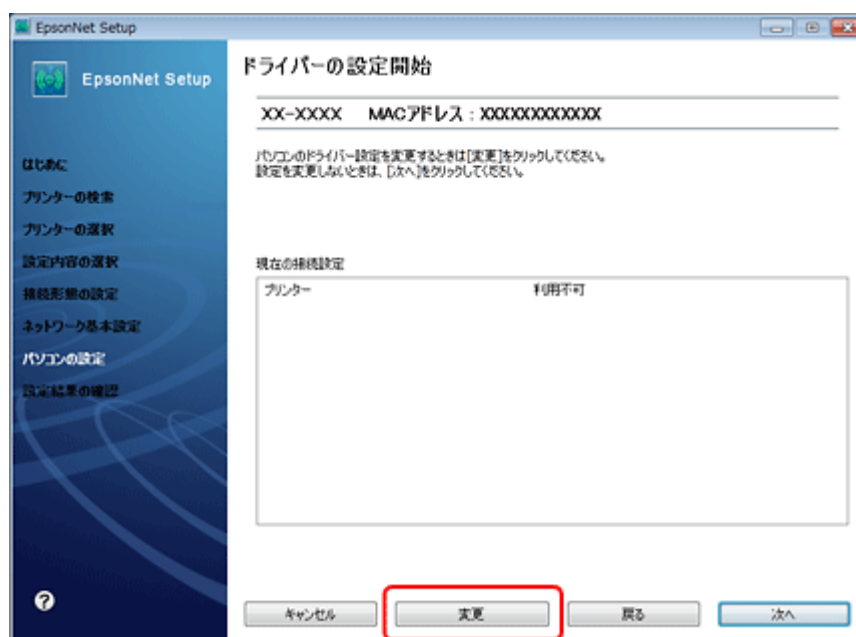 EpsonNet Setup
EpsonNet Setup
はじめに
プリンターの検索
プリンターの選択
設定内容の選択
接続形態の設定
ネットワーク基本設定
パソコンの設定
設定結果の確認
ドライバーの設定開始
XX-XXXX MACアドレス：XXXXXXXXXXXX
パソコンのドライバー設定を変更するときは[変更]をクリックしてください。
設定を変更しないときは、[次へ]をクリックしてください。
現在の接続設定
プリンター 利用不可
?
キャンセル 変更 戻る 次へ